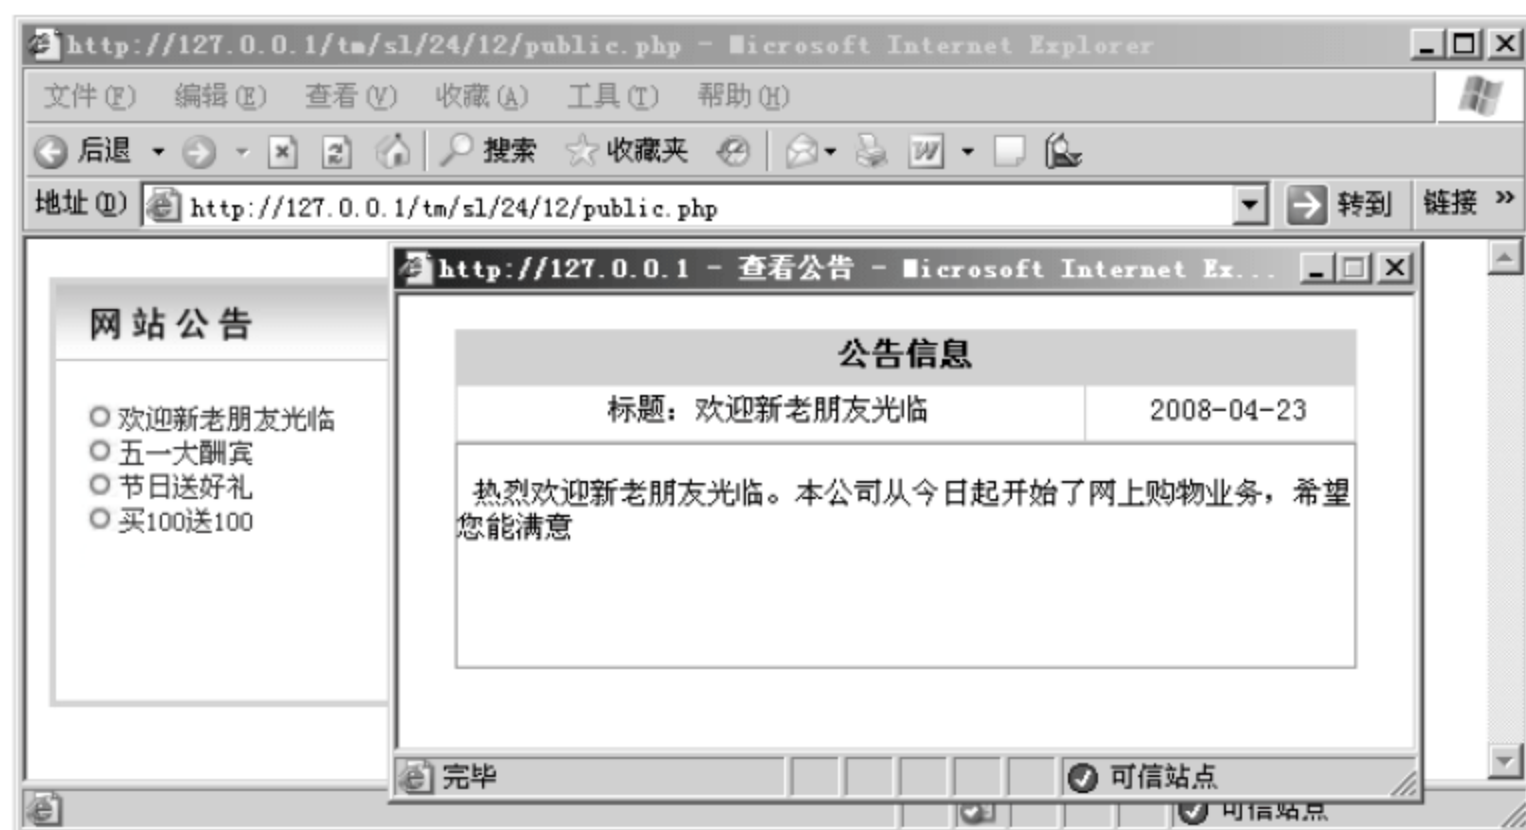 http://127.0.0.1/tm/sl/24/12/public.php - Microsoft Internet Explorer
文件(F) 编辑(E) 查看(V) 收藏(A) 工具(T) 帮助(H)
后退 搜索 收藏夹
地址(D) http://127.0.0.1/tm/sl/24/12/public.php 转到 链接 »
网站公告
欢迎新老朋友光临
五一大酬宾
节日送好礼
买100送100
http://127.0.0.1 - 查看公告 - Microsoft Internet Ex...
公告信息
标题：欢迎新老朋友光临 2008-04-23
热烈欢迎新老朋友光临。本公司从今日起开始了网上购物业务，希望
您能满意
完毕 可信站点
可信站点